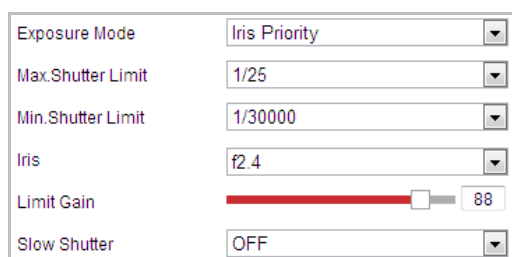 Exposure Mode Iris Priority
Max.Shutter Limit 1/25
Min.Shutter Limit 1/30000
Iris f2.4
Limit Gain 88
Slow Shutter OFF